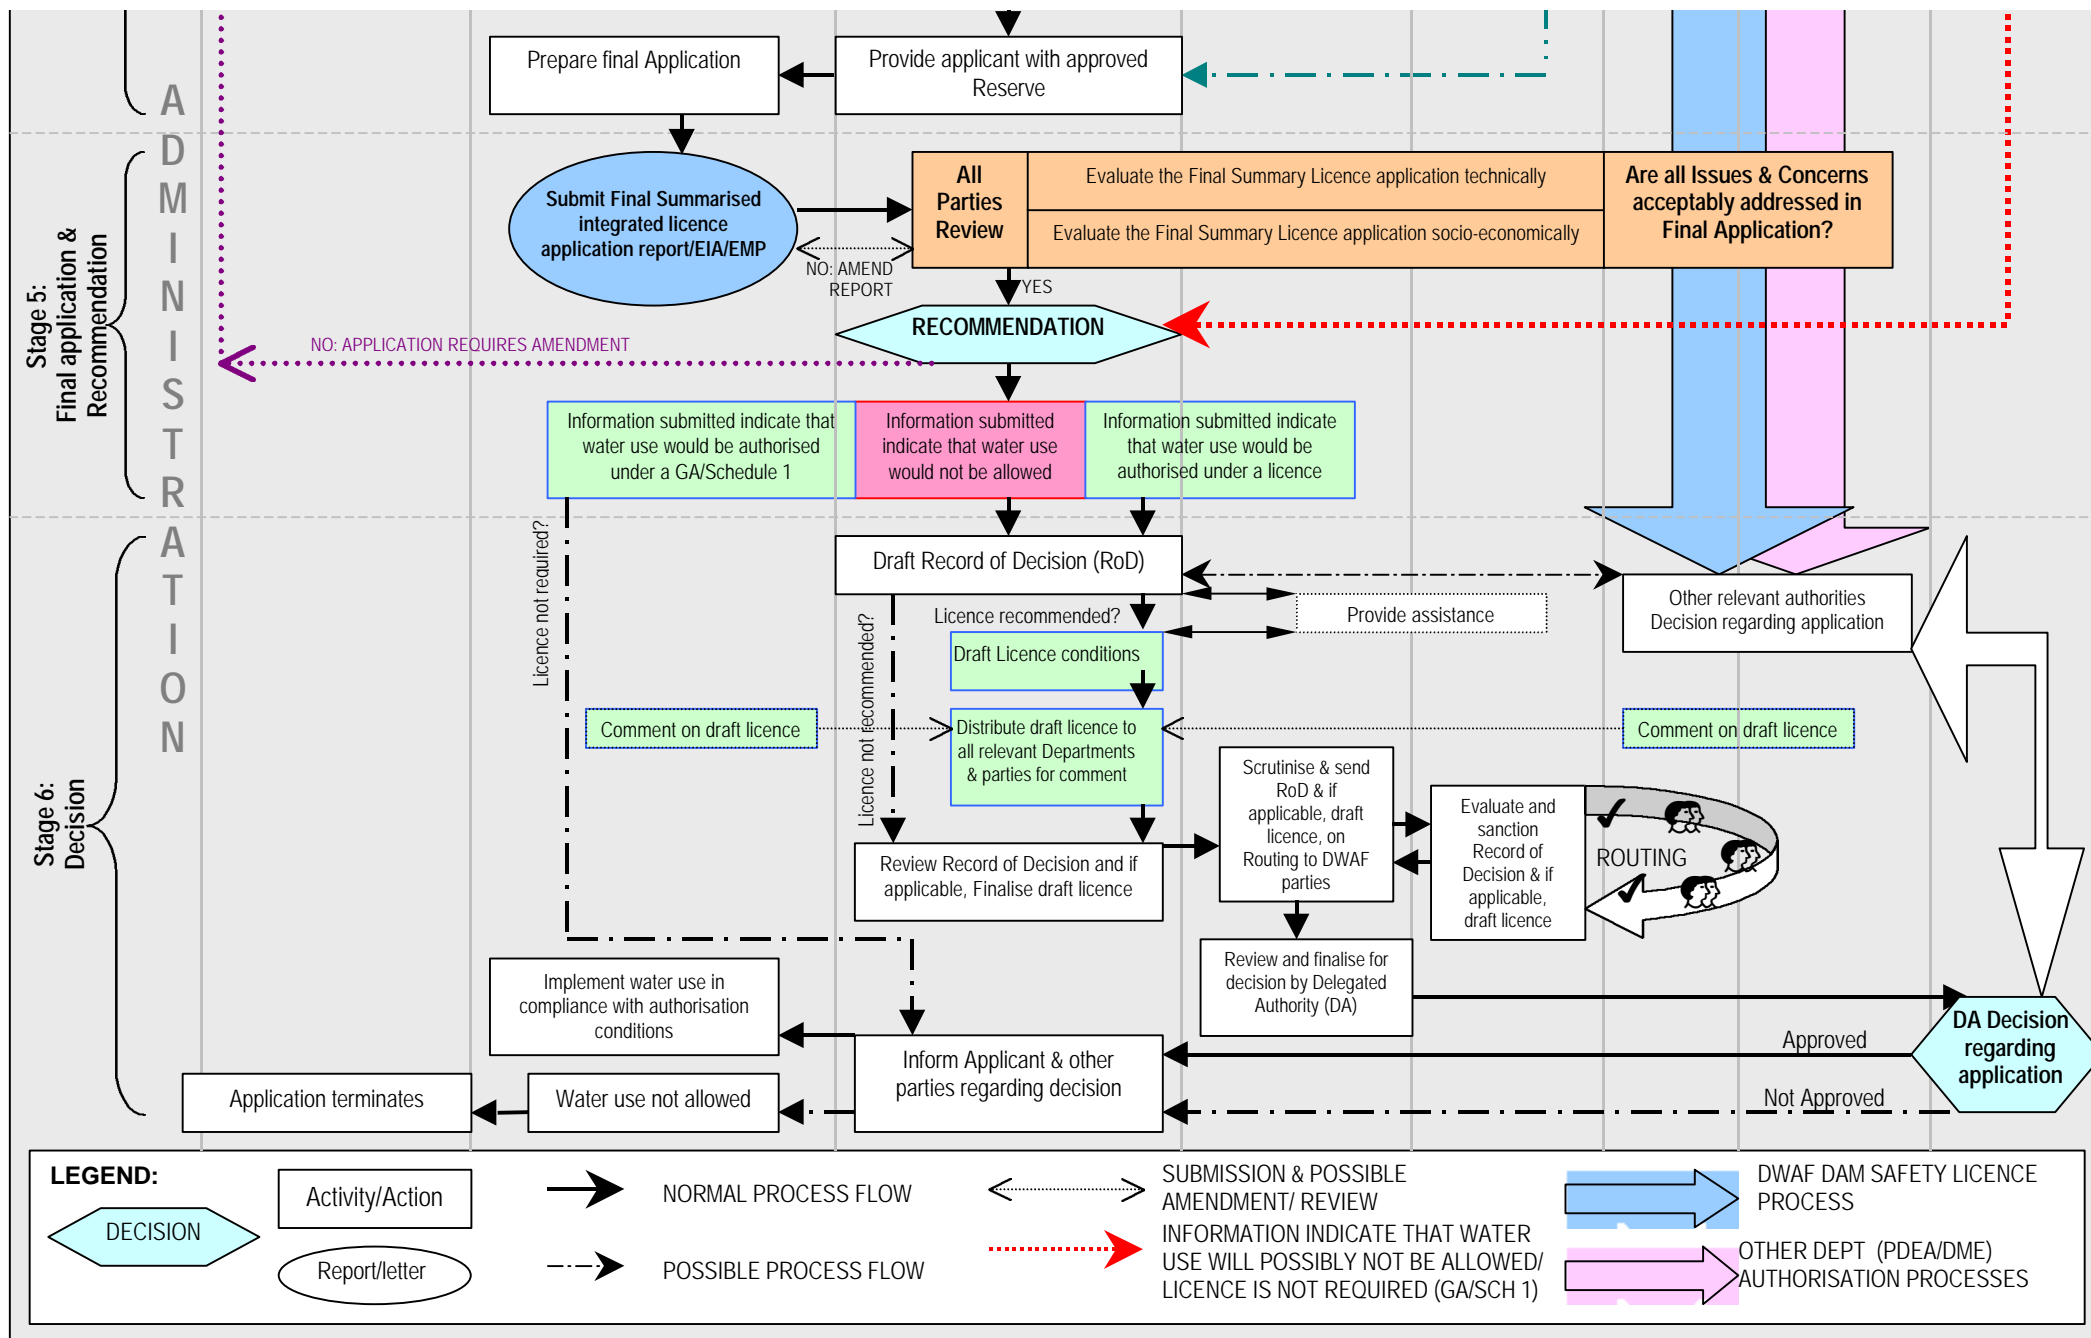 Prepare final Application
Provide applicant with approved
Reserve
ADMINISTRATION
Stage 5:
Final application &
Recommendation
Submit Final Summarised
integrated licence
application report/EIA/EMP
All
Parties
Review
Evaluate the Final Summary Licence application technically
Evaluate the Final Summary Licence application socio-economically
Are all Issues & Concerns
acceptably addressed in
Final Application?
NO: AMEND
REPORT
YES
RECOMMENDATION
NO: APPLICATION REQUIRES AMENDMENT
Information submitted indicate that
water use would be authorised
under a GA/Schedule 1
Information submitted
indicate that water use
would not be allowed
Information submitted indicate
that water use would be
authorised under a licence
Stage 6:
Decision
Licence not required?
Draft Record of Decision (RoD)
Licence not recommended?
Licence recommended?
Provide assistance
Other relevant authorities
Decision regarding application
Draft Licence conditions
Comment on draft licence
Distribute draft licence to
all relevant Departments
& parties for comment
Comment on draft licence
Scrutinise & send
RoD & if
applicable, draft
licence, on
Routing to DWAF
parties
Evaluate and
sanction
Record of
Decision & if
applicable,
draft licence
ROUTING
Review Record of Decision and if
applicable, Finalise draft licence
Review and finalise for
decision by Delegated
Authority (DA)
Implement water use in
compliance with authorisation
conditions
DA Decision
regarding
application
Approved
Inform Applicant & other
parties regarding decision
Not Approved
Water use not allowed
Application terminates
LEGEND:
DECISION
Activity/Action
Report/letter
NORMAL PROCESS FLOW
POSSIBLE PROCESS FLOW
SUBMISSION & POSSIBLE
AMENDMENT/ REVIEW
INFORMATION INDICATE THAT WATER
USE WILL POSSIBLY NOT BE ALLOWED/
LICENCE IS NOT REQUIRED (GA/SCH 1)
DWAF DAM SAFETY LICENCE
PROCESS
OTHER DEPT (PDEA/DME)
AUTHORISATION PROCESSES